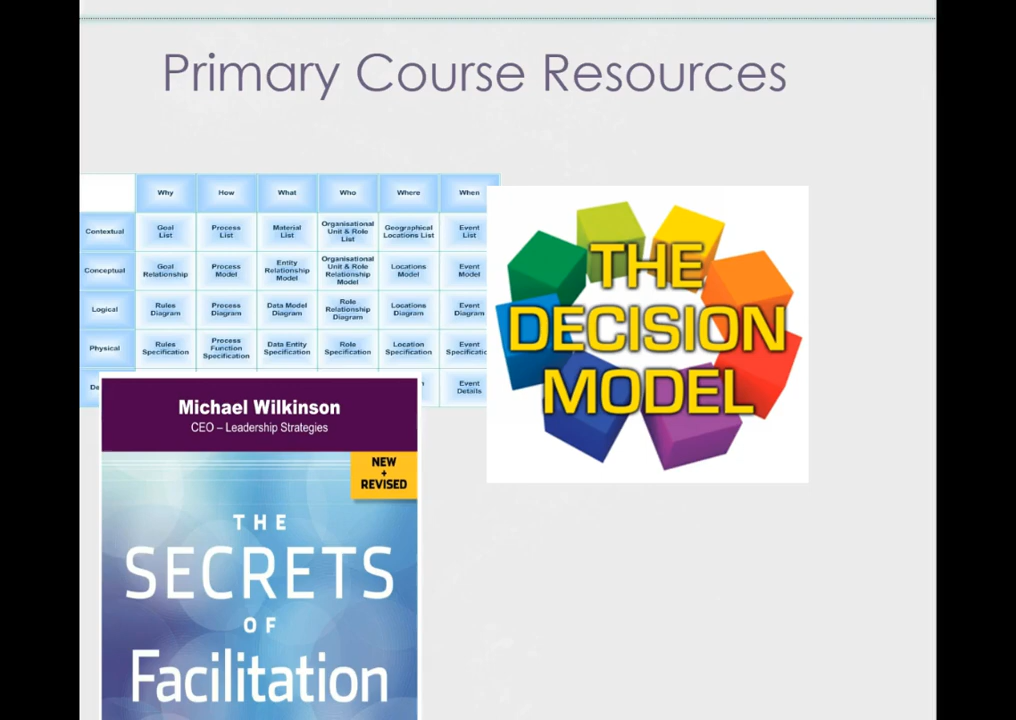 Primary Course Resources
Why How What Who Where When
Contextual Goal List Process List Material List Organisational Unit & Role List Geographical Locations List Event List
Conceptual Goal Relationship Process Model Entity Relationship Model Organisational Unit & Role Relationship Model Locations Model Event Model
Logical Rules Diagram Process Diagram Data Model Diagram Role Relationship Diagram Locations Diagram Event Diagram
Physical Rules Specification Process Function Specification Data Entity Specification Role Specification Location Specification Event Specificatio
De Event Details
THE
DECISION
MODEL
Michael Wilkinson
CEO – Leadership Strategies
NEW
+
REVISED
THE
SECRETS
OF
Facilitation